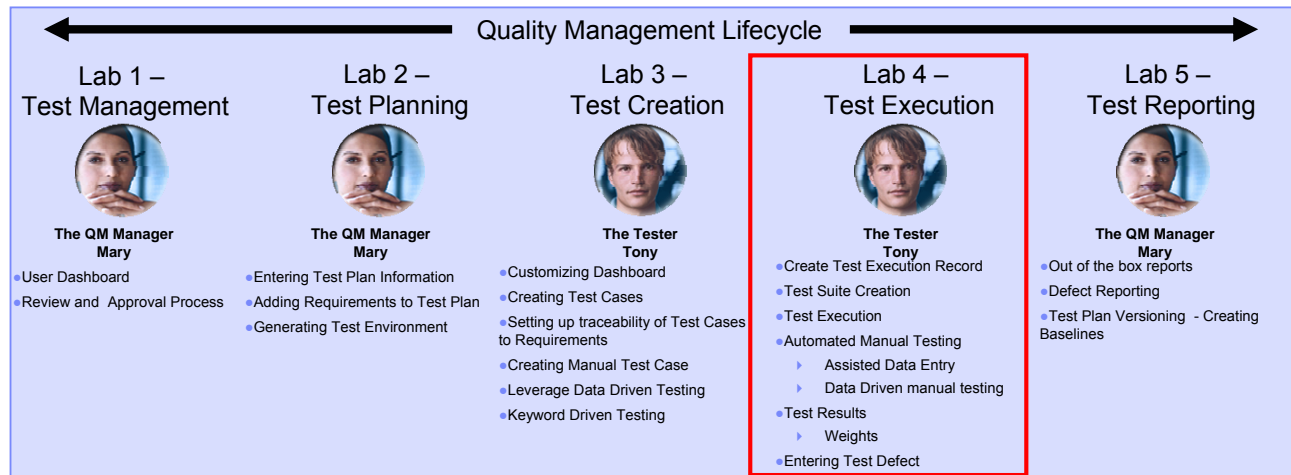 Quality Management Lifecycle
Lab 1 –
Test Management
The QM Manager
Mary
●User Dashboard
●Review and Approval Process
Lab 2 –
Test Planning
The QM Manager
Mary
●Entering Test Plan Information
●Adding Requirements to Test Plan
●Generating Test Environment
Lab 3 –
Test Creation
The Tester
Tony
●Customizing Dashboard
●Creating Test Cases
●Setting up traceability of Test Cases
to Requirements
●Creating Manual Test Case
●Leverage Data Driven Testing
●Keyword Driven Testing
Lab 4 –
Test Execution
The Tester
Tony
●Create Test Execution Record
●Test Suite Creation
●Test Execution
●Automated Manual Testing
Assisted Data Entry
Data Driven manual testing
●Test Results
Weights
●Entering Test Defect
Lab 5 –
Test Reporting
The QM Manager
Mary
●Out of the box reports
●Defect Reporting
●Test Plan Versioning - Creating
Baselines